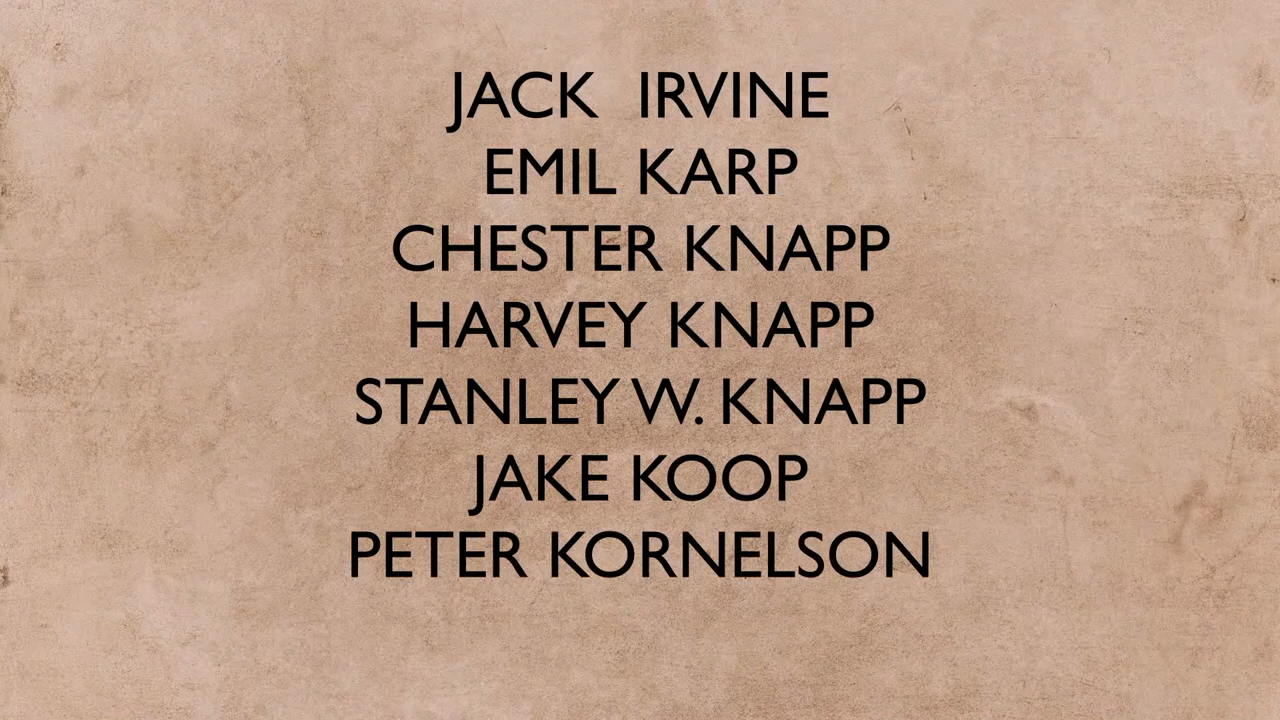 JACK  IRVINE
EMIL KARP
CHESTER KNAPP
HARVEY KNAPP
STANLEY W. KNAPP
JAKE KOOP
PETER KORNELSON